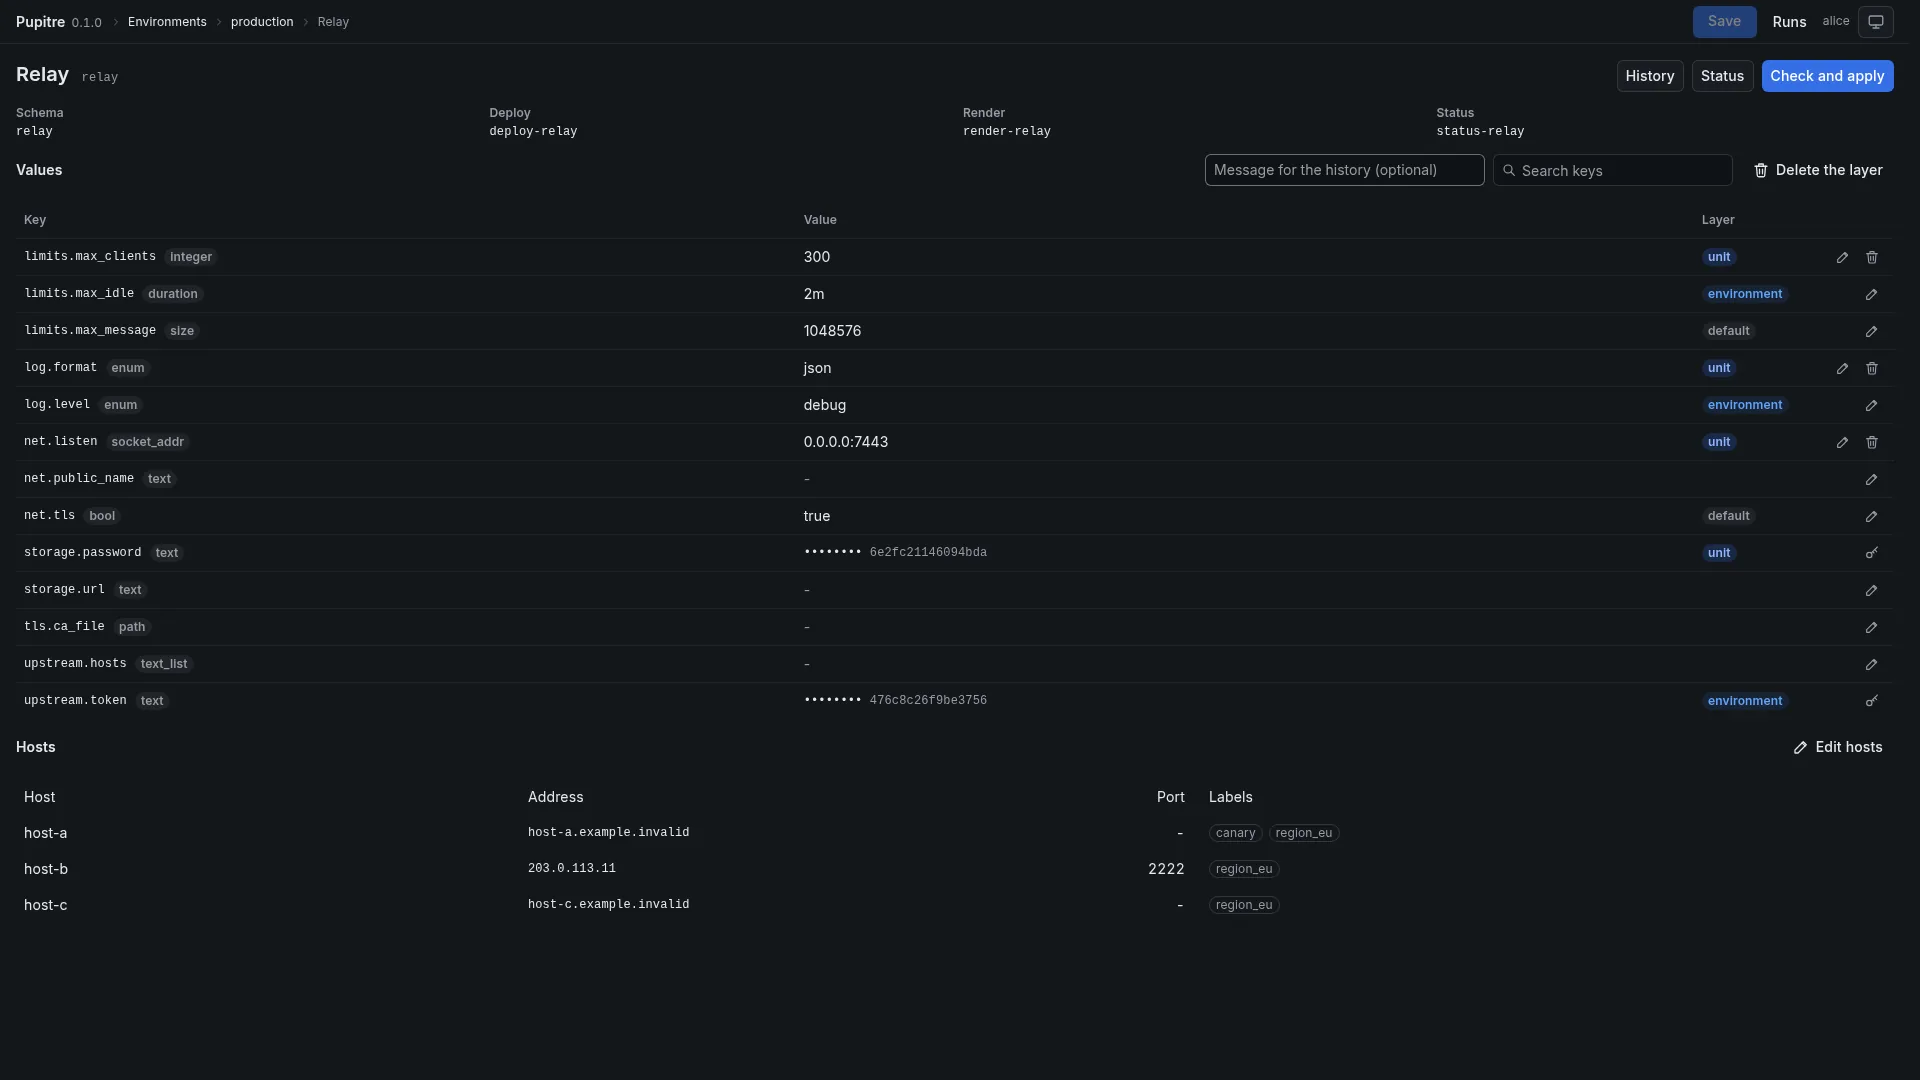 Pupitre 0.1.0 › Environments › production › Relay Save Runs alice
Relay relay History Status Check and apply
Schema Deploy Render Status
relay deploy-relay render-relay status-relay
Values Message for the history (optional) Search keys Delete the layer
Key Value Layer
limits.max_clients integer 300 unit
limits.max_idle duration 2m environment
limits.max_message size 1048576 default
log.format enum json unit
log.level enum debug environment
net.listen socket_addr 0.0.0.0:7443 unit
net.public_name text -
net.tls bool true default
storage.password text •••••••• 6e2fc21146094bda unit
storage.url text -
tls.ca_file path -
upstream.hosts text_list -
upstream.token text •••••••• 476c8c26f9be3756 environment
Hosts Edit hosts
Host Address Port Labels
host-a host-a.example.invalid - canary region_eu
host-b 203.0.113.11 2222 region_eu
host-c host-c.example.invalid - region_eu